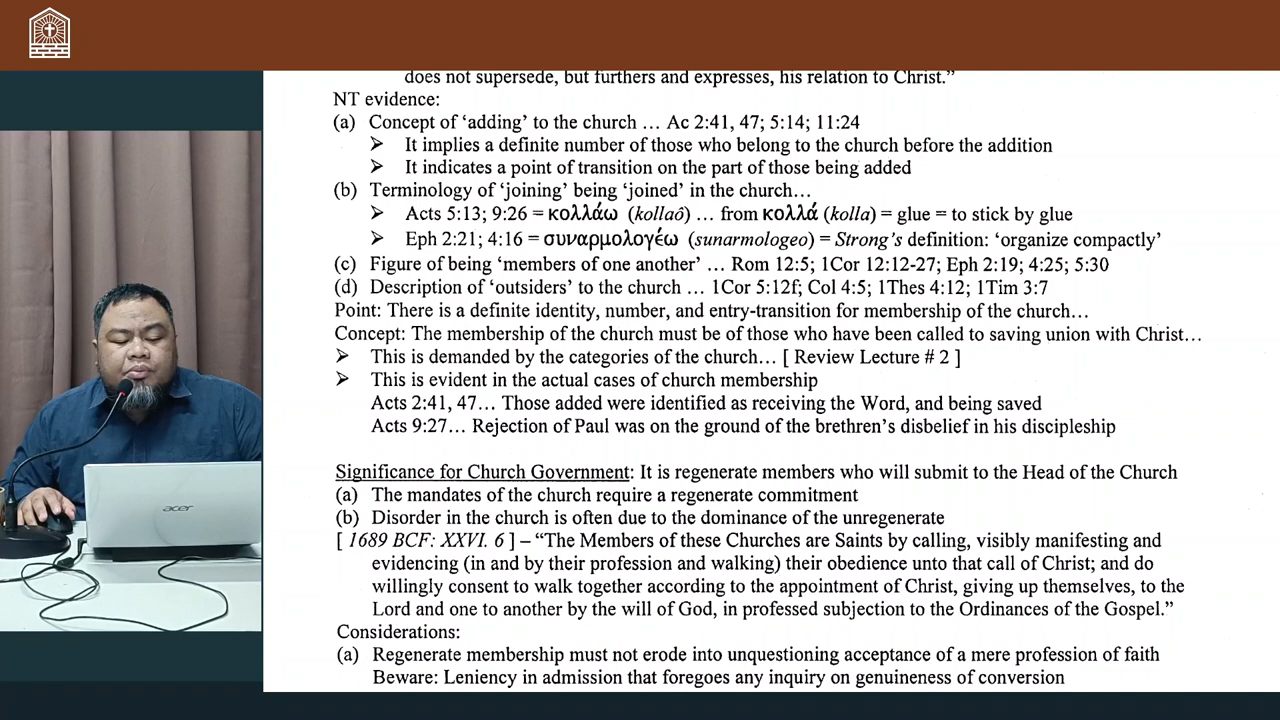 does not supersede, but furthers and expresses, his relation to Christ.”
NT evidence:
(a) Concept of ‘adding’ to the church … Ac 2:41, 47; 5:14; 11:24
➢ It implies a definite number of those who belong to the church before the addition
➢ It indicates a point of transition on the part of those being added
(b) Terminology of ‘joining’ being ‘joined’ in the church…
➢ Acts 5:13; 9:26 = κολλάω (kollaô) … from κολλά (kolla) = glue = to stick by glue
➢ Eph 2:21; 4:16 = συναρμολογέω (sunarmologeo) = Strong’s definition: ‘organize compactly’
(c) Figure of being ‘members of one another’ … Rom 12:5; 1Cor 12:12-27; Eph 2:19; 4:25; 5:30
(d) Description of ‘outsiders’ to the church … 1Cor 5:12f; Col 4:5; 1Thes 4:12; 1Tim 3:7
Point: There is a definite identity, number, and entry-transition for membership of the church…
Concept: The membership of the church must be of those who have been called to saving union with Christ…
➢ This is demanded by the categories of the church… [ Review Lecture # 2 ]
➢ This is evident in the actual cases of church membership
Acts 2:41, 47… Those added were identified as receiving the Word, and being saved
Acts 9:27… Rejection of Paul was on the ground of the brethren’s disbelief in his discipleship
Significance for Church Government: It is regenerate members who will submit to the Head of the Church
(a) The mandates of the church require a regenerate commitment
(b) Disorder in the church is often due to the dominance of the unregenerate
[ 1689 BCF: XXVI. 6 ] – “The Members of these Churches are Saints by calling, visibly manifesting and
evidencing (in and by their profession and walking) their obedience unto that call of Christ; and do
willingly consent to walk together according to the appointment of Christ, giving up themselves, to the
Lord and one to another by the will of God, in professed subjection to the Ordinances of the Gospel.”
Considerations:
(a) Regenerate membership must not erode into unquestioning acceptance of a mere profession of faith
Beware: Leniency in admission that foregoes any inquiry on genuineness of conversion
acer